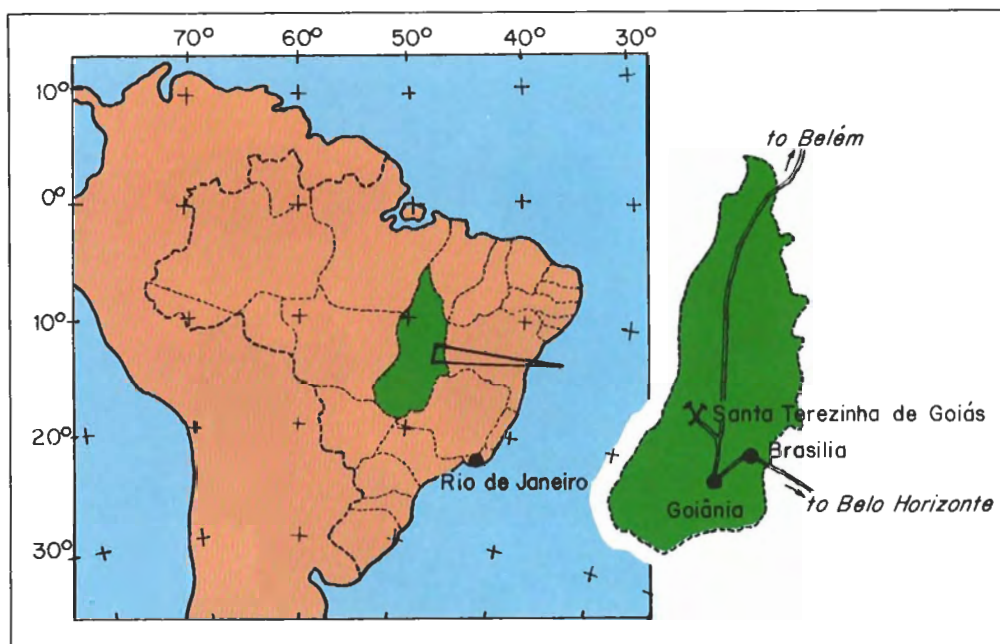 70° 60° 50° 40° 30°
10°
0°
10°
20°
30°
Rio de Janeiro
to Belém
Santa Terezinha de Goiás
Brasilia
Goiânia
to Belo Horizonte